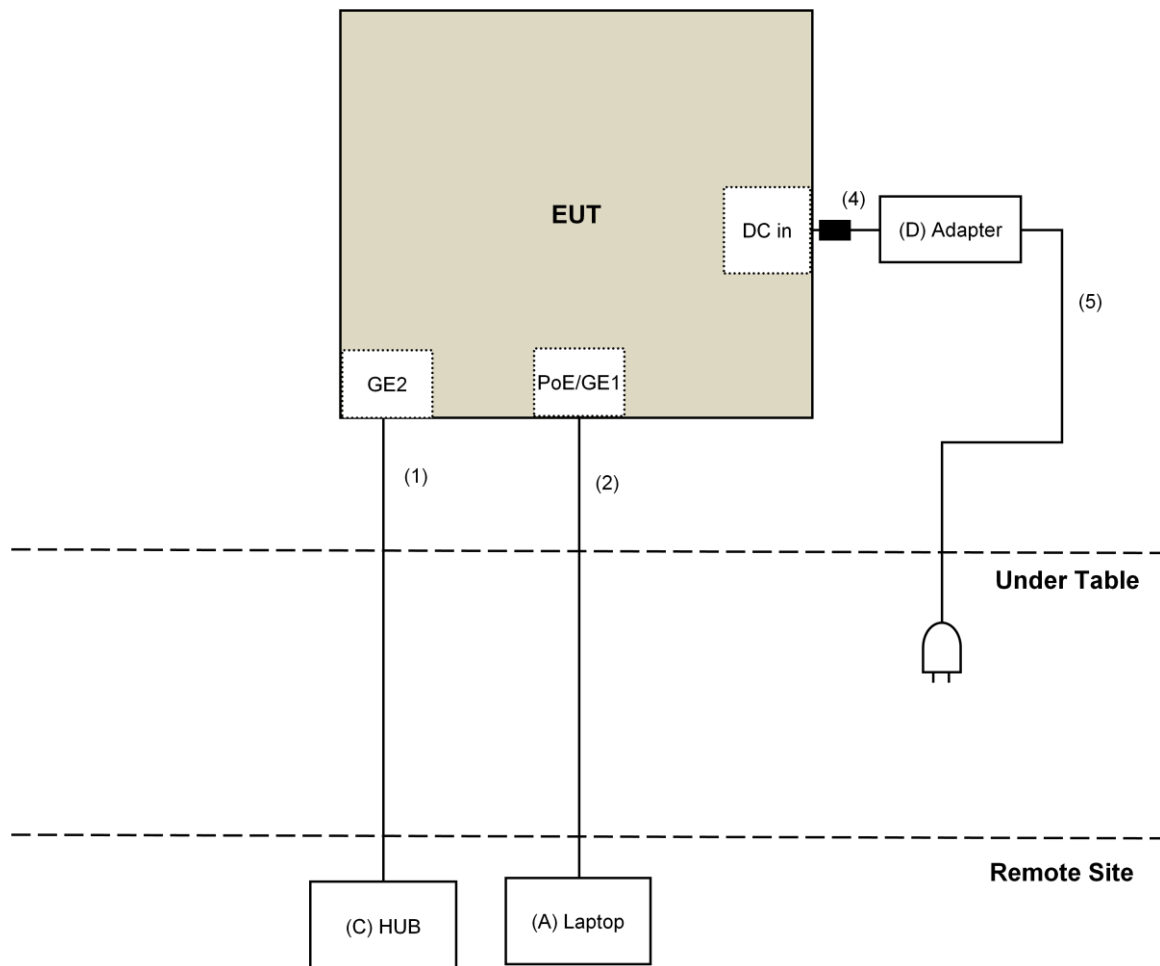 EUT
(4)
DC in
(D) Adapter
(5)
GE2
PoE/GE1
(1)
(2)
Under Table
Remote Site
(C) HUB
(A) Laptop